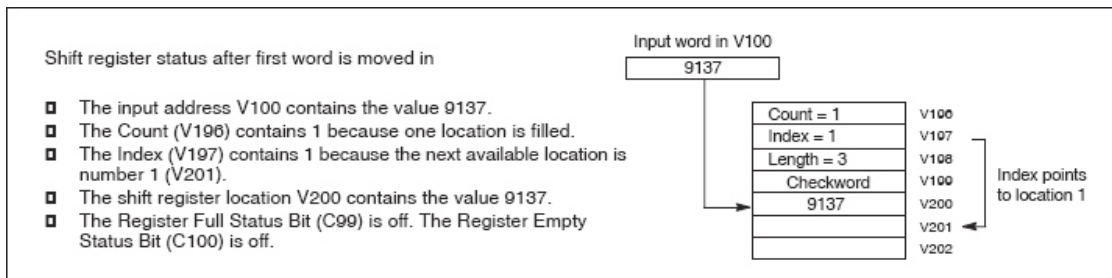 Shift register status after first word is moved in
The input address V100 contains the value 9137.
The Count (V196) contains 1 because one location is filled.
The Index (V197) contains 1 because the next available location is
number 1 (V201).
The shift register location V200 contains the value 9137.
The Register Full Status Bit (C99) is off. The Register Empty
Status Bit (C100) is off.
Input word in V100
9137
Count = 1 V196
Index = 1 V197
Length = 3 V198
Checkword V199
9137 V200
V201
V202
Index points
to location 1